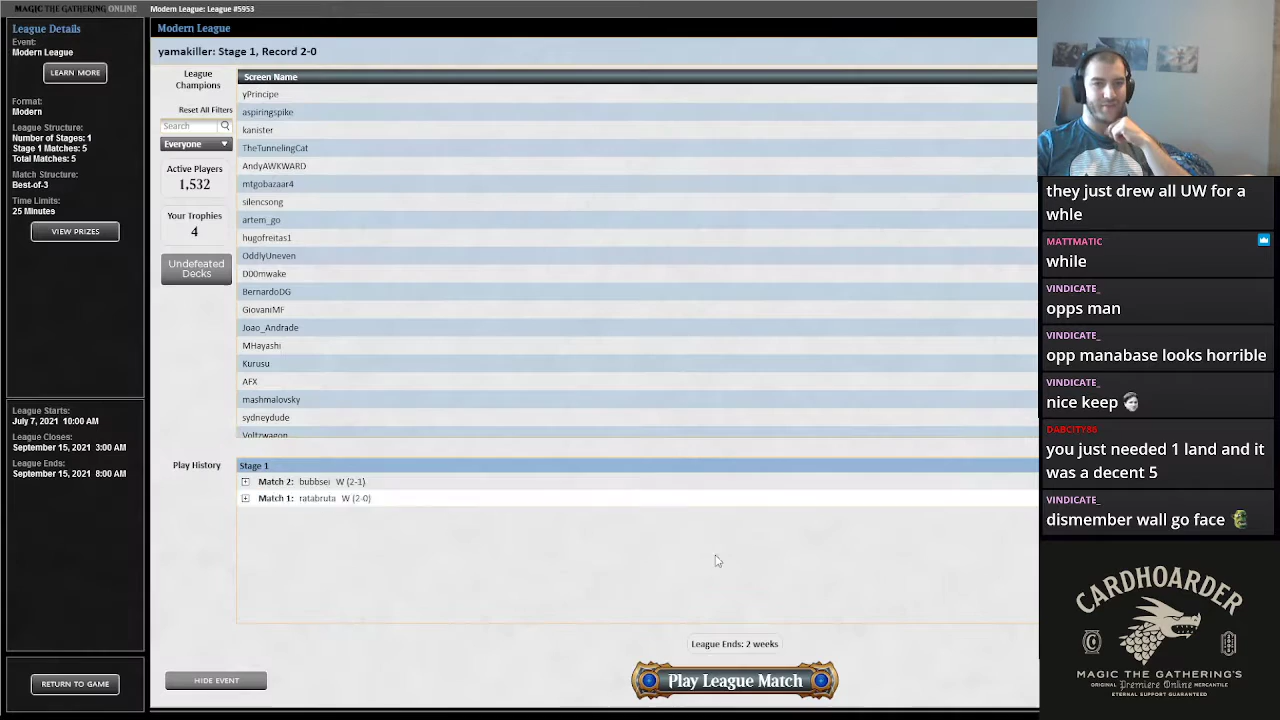 MAGIC THE GATHERING ONLINE
Modern League: League #5953
League Details
Event:
Modern League
LEARN MORE
Format:
Modern
League Structure:
Number of Stages: 1
Stage 1 Matches: 5
Total Matches: 5
Match Structure:
Best-of-3
Time Limits:
25 Minutes
VIEW PRIZES
League Starts:
July 7, 2021 10:00 AM
League Closes:
September 15, 2021 3:00 AM
League Ends:
September 15, 2021 8:00 AM
RETURN TO GAME
Modern League
yamakiller: Stage 1, Record 2-0
League
Champions
Reset All Filters
Search
Everyone
Active Players
1,532
Your Trophies
4
Undefeated
Decks
Screen Name
yPrincipe
aspiringspike
kanister
TheTunnelingCat
AndyAWKWARD
mtgobazaar4
silencsong
artem_go
hugofreitas1
OddlyUneven
D00mwake
BernardoDG
GiovaniMF
Joao_Andrade
MHayashi
Kurusu
AFX
mashmalovsky
sydneydude
Voltzwagon
Play History
Stage 1
Match 2: bubbsei W (2-1)
Match 1: ratabruta W (2-0)
League Ends: 2 weeks
HIDE EVENT
Play League Match
they just drew all UW for a
whle
MATTMATIC
while
VINDICATE_
opps man
VINDICATE_
opp manabase looks horrible
VINDICATE_
nice keep
DABCITY88
you just needed 1 land and it
was a decent 5
VINDICATE_
dismember wall go face
CARDHOARDER
MAGIC THE GATHERING'S
ORIGINAL Premiere Online MERCANTILE
ETERNAL SUPPORT GUARANTEED